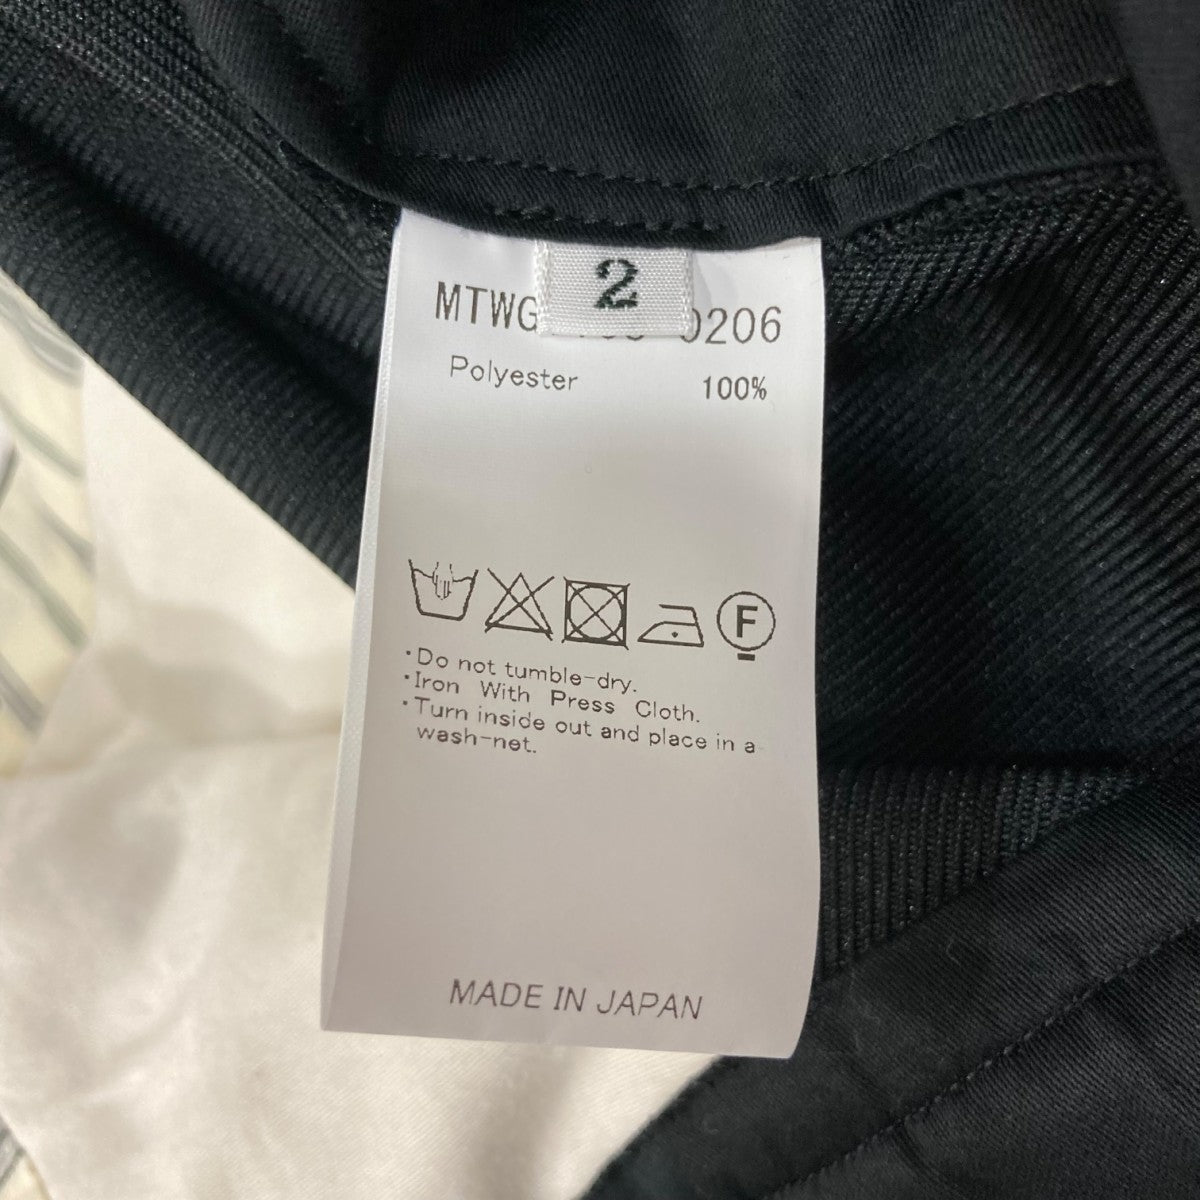 2
MTWG 0206
Polyester 100%
F
・Do not tumble-dry.
・Iron With Press Cloth.
・Turn inside out and place in a
wash-net.
MADE IN JAPAN